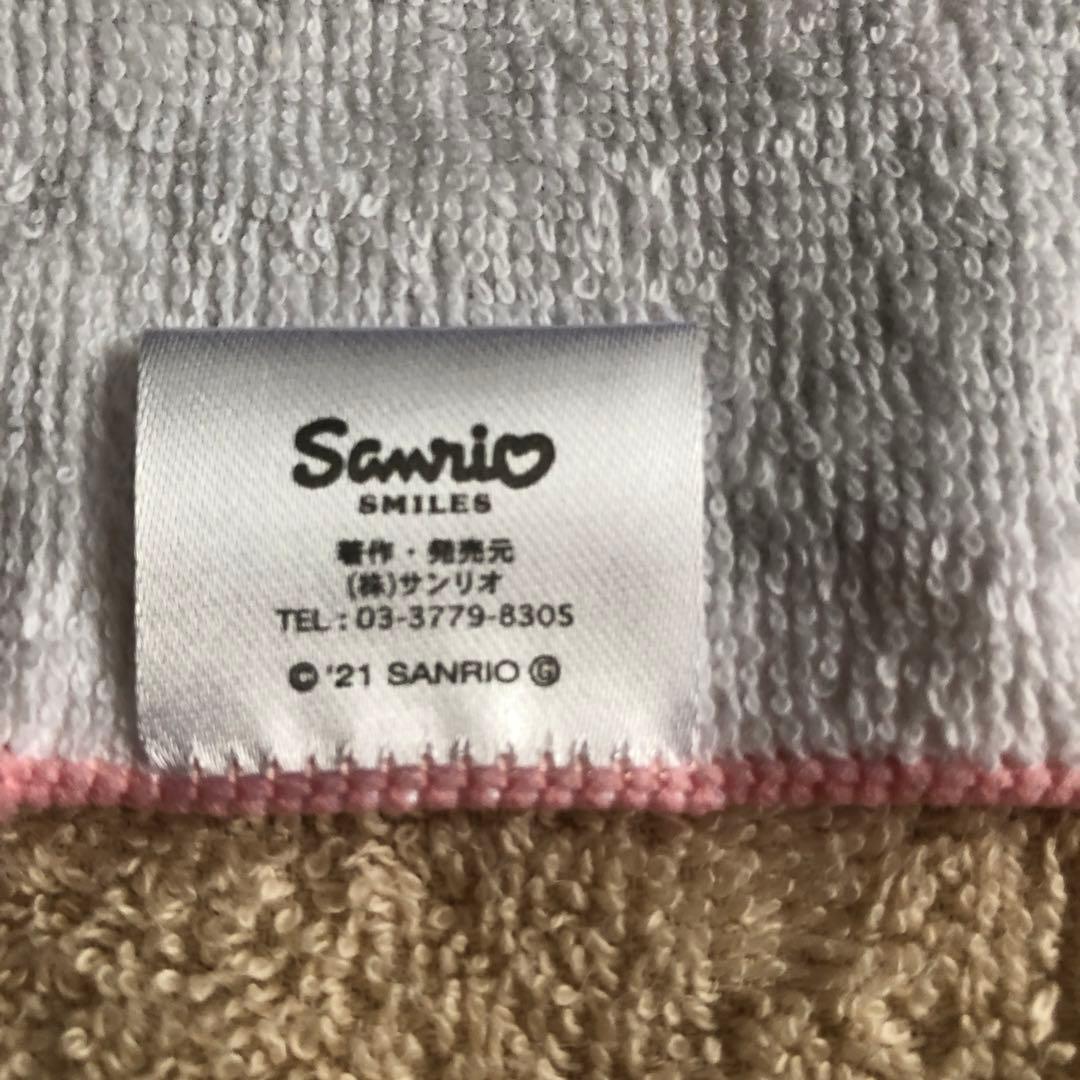 Sanrio
SMILES
著作・発売元
(株)サンリオ
TEL : 03-3779-8305
© '21 SANRIO Ⓖ